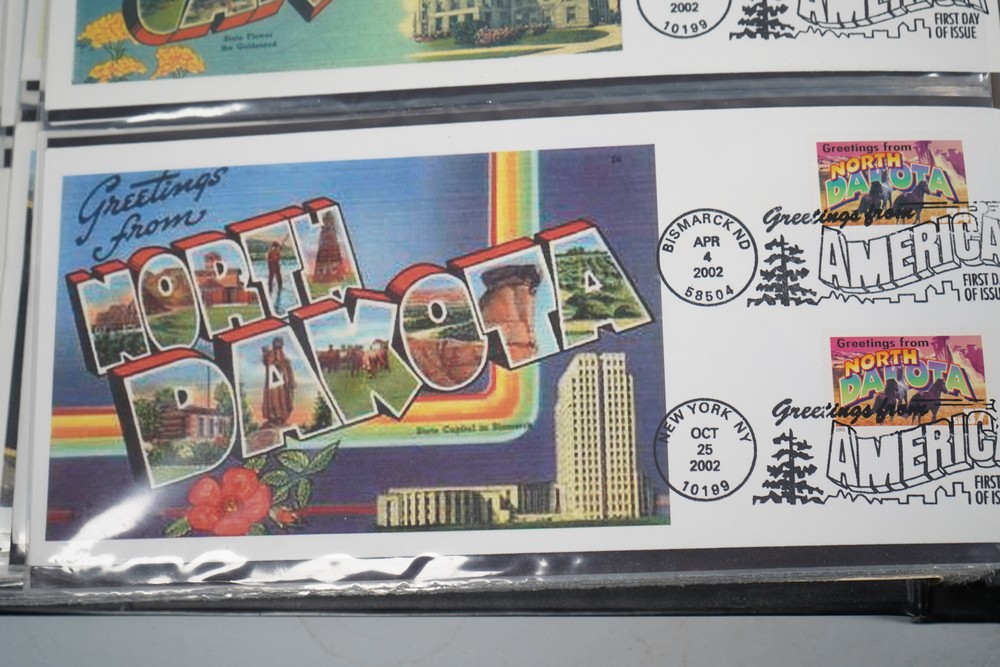 State Flower
the Goldenrod
2002
10199
FIRST DAY
OF ISSUE
Greetings
from
NORTH
DAKOTA
State Capitol in Bismarck
BISMARCK ND
APR
4
2002
58504
Greetings from
NORTH
DAKOTA
Greetings from
AMERICA
FIRST D
OF ISSU
NEW YORK NY
OCT
25
2002
10199
Greetings from
NORTH
DAKOTA
Greetings from
AMERIC
FIRST
OF IS